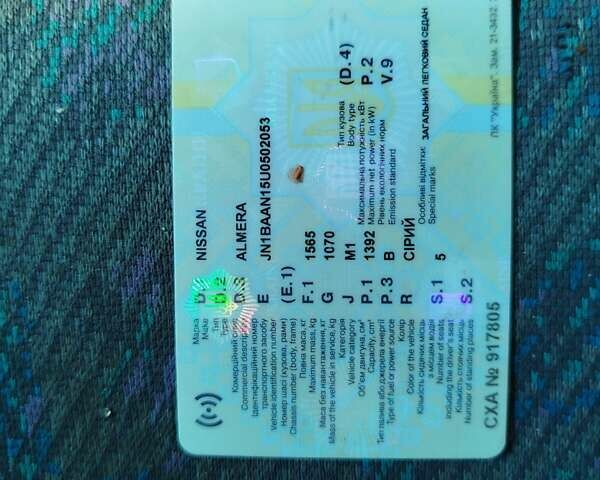 Марка
Make D NISSAN
Тип
Type D.2
Комерційний опис
Commercial description D.3 ALMERA
Ідентифікаційний номер
транспортного засобу
Vehicle identification number E JN1BAAN15U0502053
Номер шасі (кузова, рами)
Chassis number (body, frame) (E.1)
Повна маса, кг
Maximum mass, kg F.1 1565
Маса без навантаження, кг
Mass of the vehicle in service, kg G 1070
Категорія
Vehicle category J M1
Тип кузова
Body type (D.4)
Об'єм двигуна, см³
Capacity, cm³ P.1 1392
Максимальна потужність кВт
Maximum net power (in kW) P.2
Тип пально або джерела енергії
Type of fuel or power source P.3 B
Рівень екологічних норм
Emission standard V.9
Колір
Color of the vehicle R СІРИЙ
Кількість сидячих місць
з місцем водія
Number of seats,
including the driver's seat S.1 5
Особливі відмітки: ЗАГАЛЬНИЙ ЛЕГКОВИЙ СЕДАН
Special marks
Кількість стоячих місць
Number of standing places S.2
СХА № 917805
ПК "Україна". Зам. 21-3432.